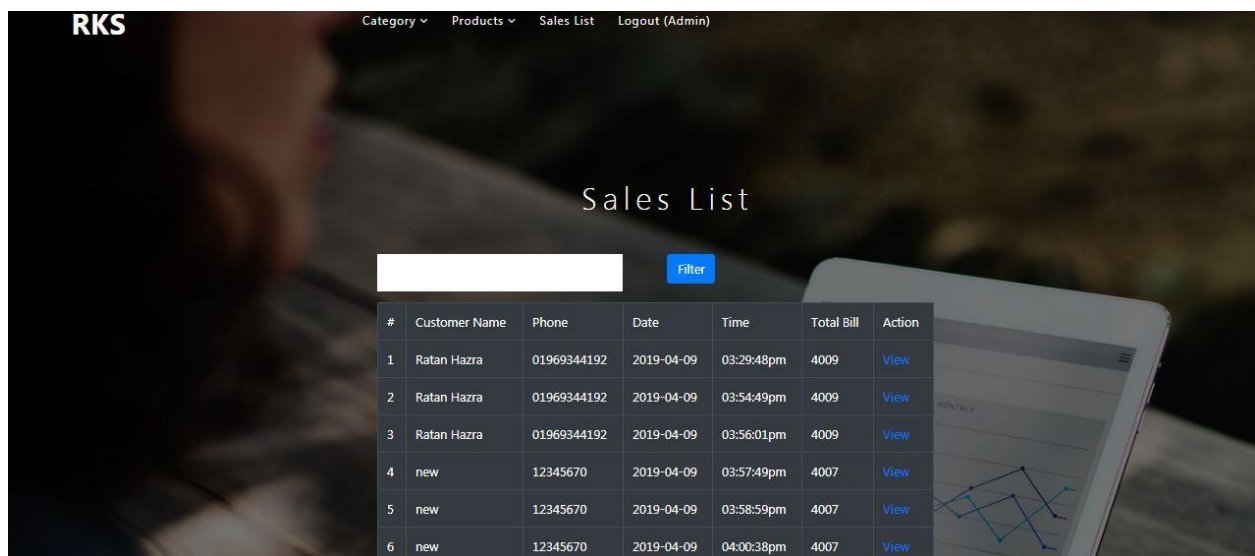 RKS Category Products Sales List Logout (Admin)
Sales List
Filter
# Customer Name Phone Date Time Total Bill Action
1 Ratan Hazra 01969344192 2019-04-09 03:29:48pm 4009 View
2 Ratan Hazra 01969344192 2019-04-09 03:54:49pm 4009 View
MONTHLY
3 Ratan Hazra 01969344192 2019-04-09 03:56:01pm 4009 View
4 new 12345670 2019-04-09 03:57:49pm 4007 View
5 new 12345670 2019-04-09 03:58:59pm 4007 View
6 new 12345670 2019-04-09 04:00:38pm 4007 View